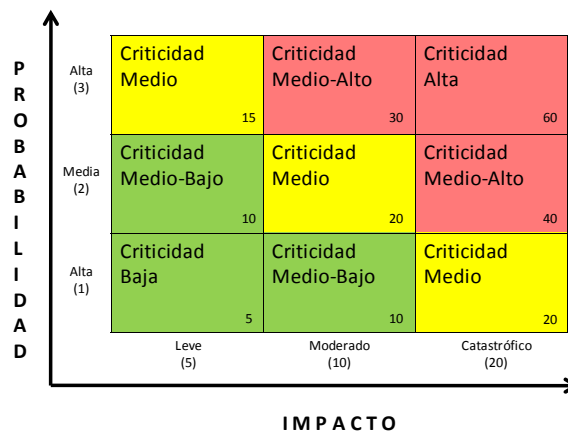 PROBABILIDAD
Alta
(3)
Criticidad
Medio
15
Criticidad
Medio-Alto
30
Criticidad
Alta
60
Media
(2)
Criticidad
Medio-Bajo
10
Criticidad
Medio
20
Criticidad
Medio-Alto
40
Alta
(1)
Criticidad
Baja
5
Criticidad
Medio-Bajo
10
Criticidad
Medio
20
Leve
(5)
Moderado
(10)
Catastrófico
(20)
IMPACTO